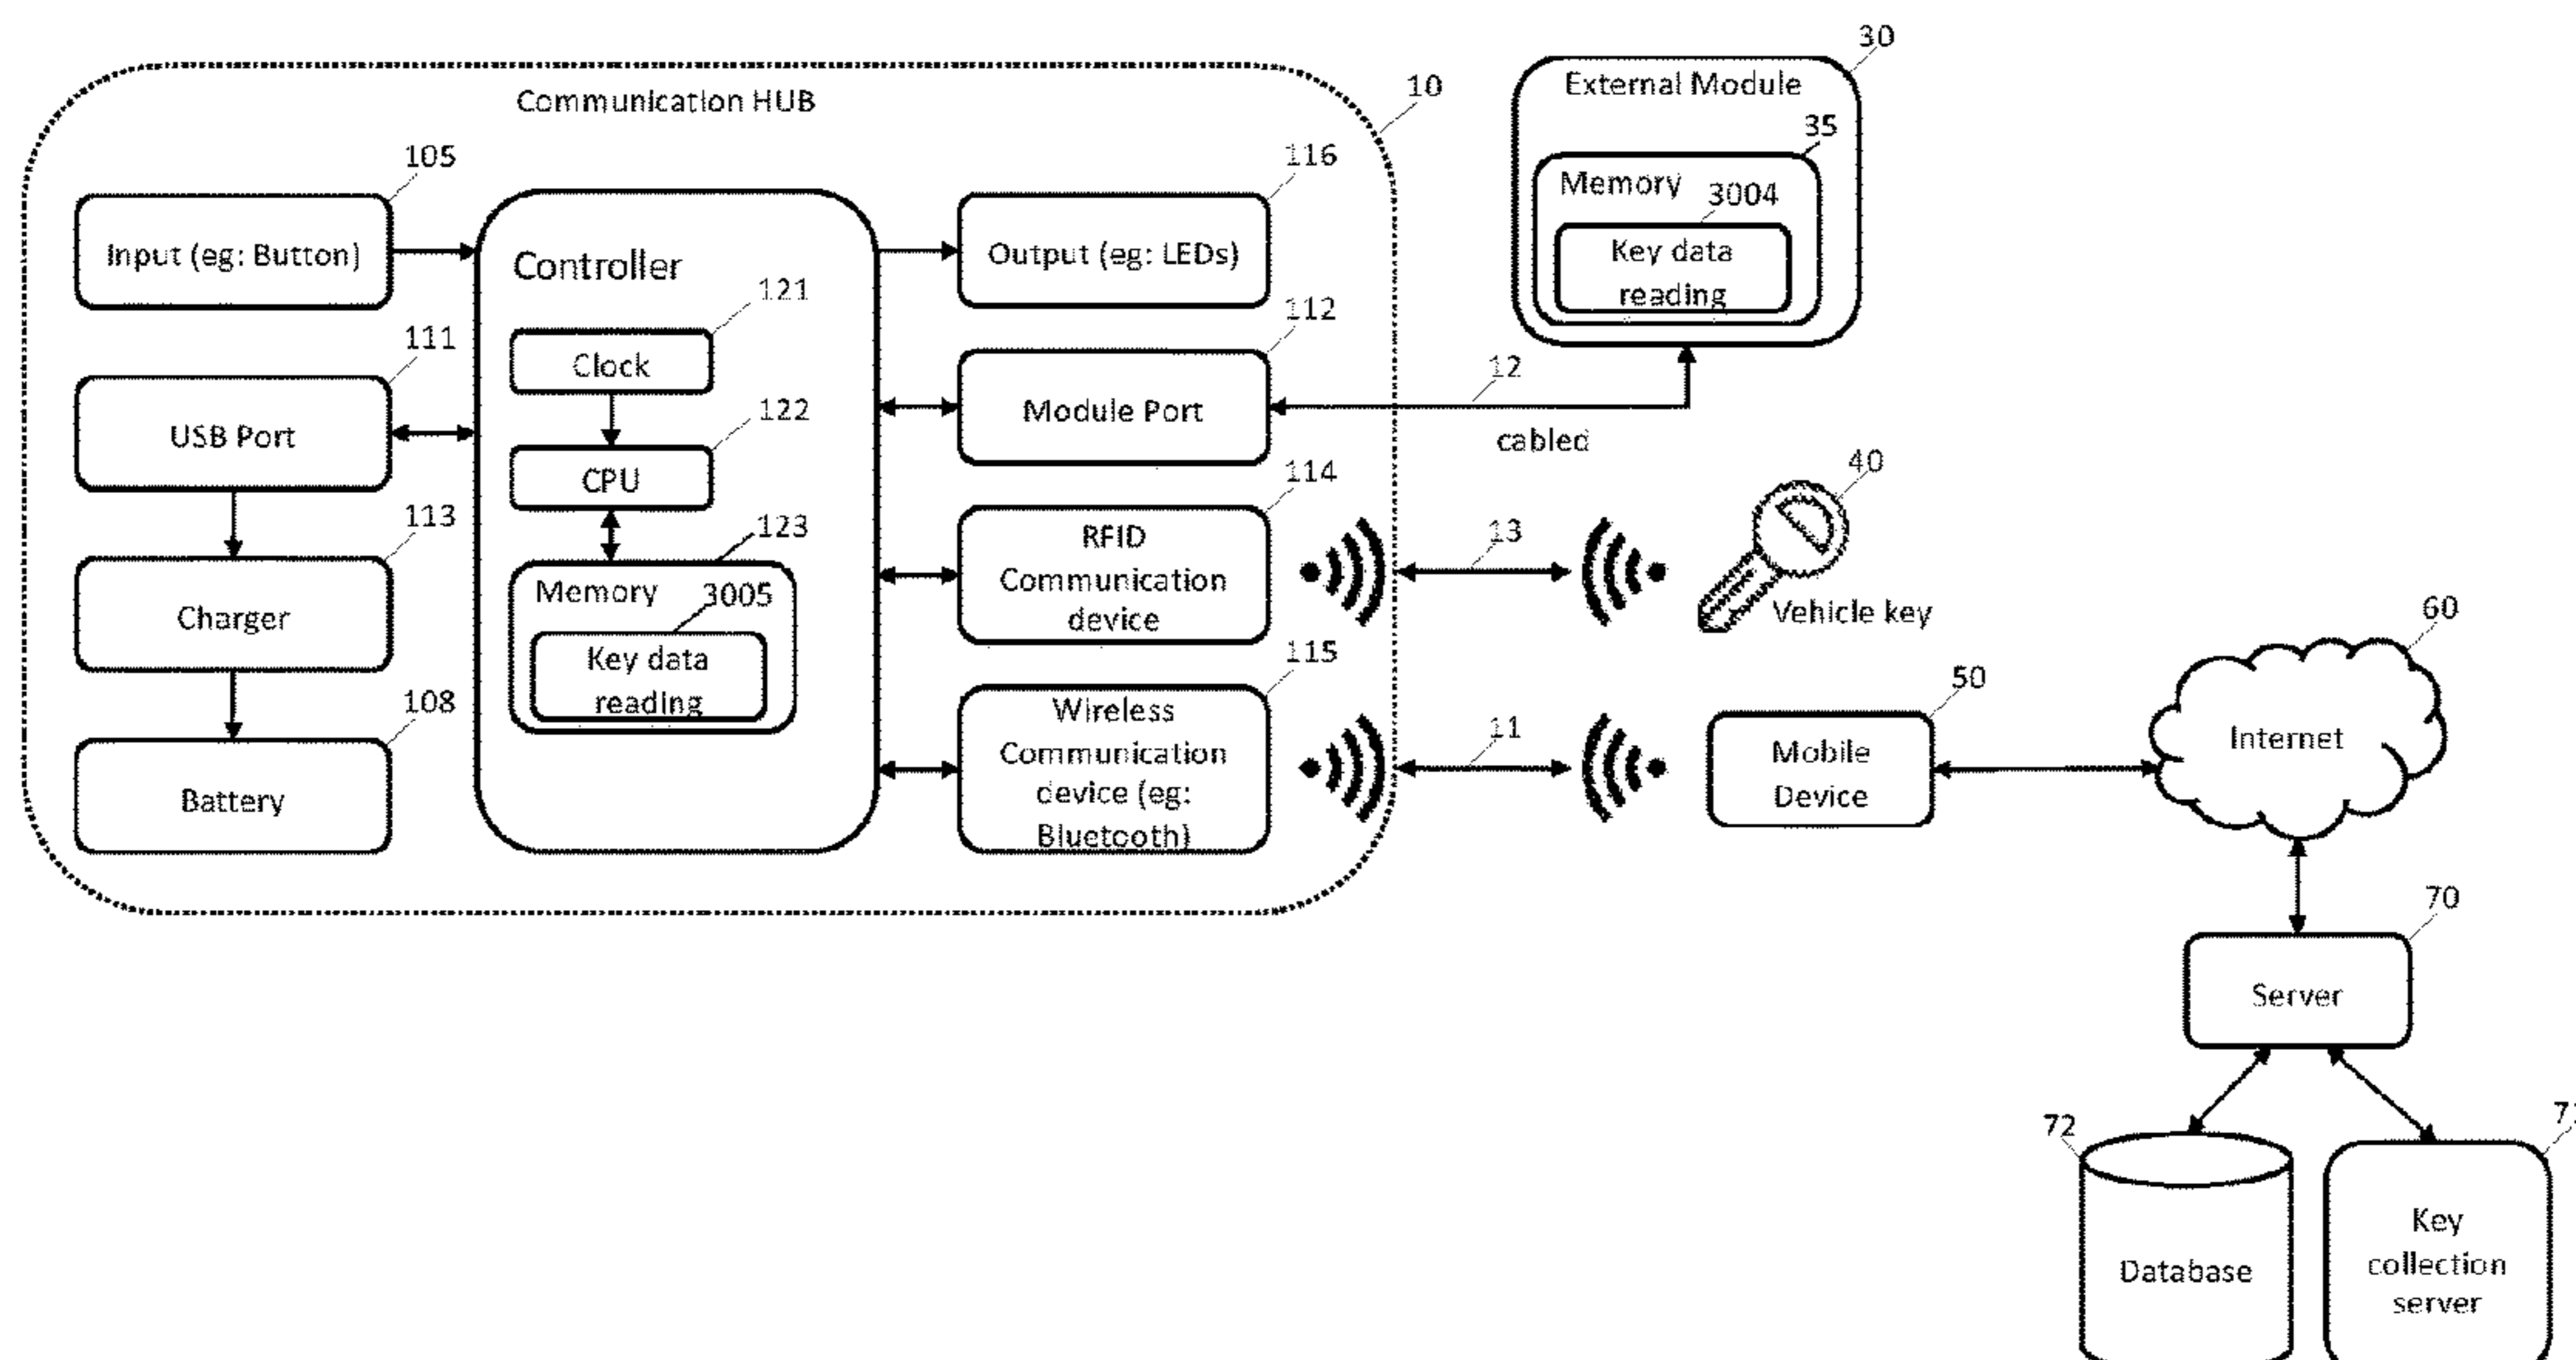 Communication HUB
10
105
Input (eg: Button)
111
USB Port
113
Charger
108
Battery
Controller
121
Clock
122
CPU
123
Memory
3005
Key data
reading
116
Output (eg: LEDs)
112
Module Port
114
RFID
Communication
device
115
Wireless
Communication
device (eg:
Bluetooth)
30
External Module
35
Memory
3004
Key data
reading
12
cabled
13
40
Vehicle key
11
50
Mobile
Device
60
Internet
70
Server
72
Database
Key
collection
server